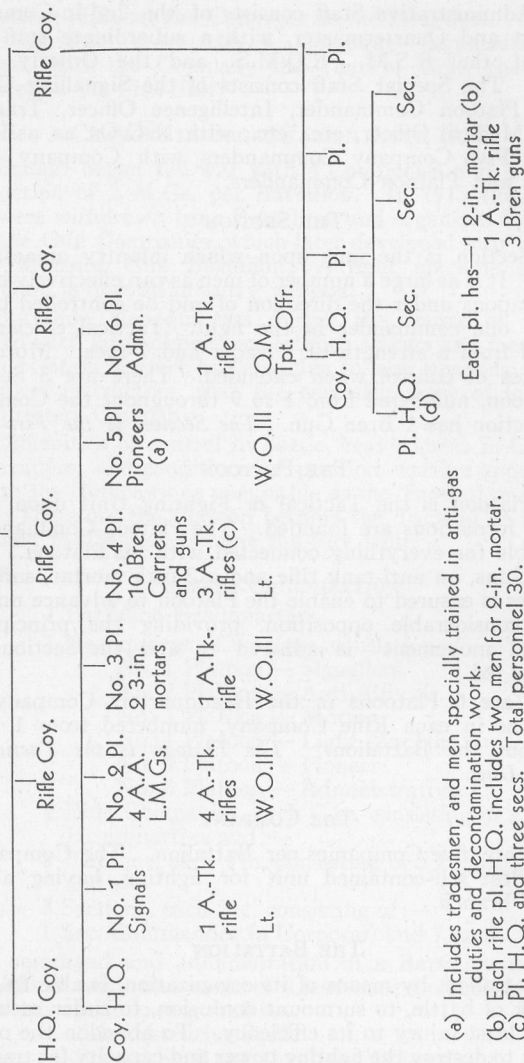 H.Q. Coy. Rifle Coy. Rifle Coy. Rifle Coy. Rifle Coy.
Coy. H.Q. No. 1 Pl. No. 2 Pl. No. 3 Pl. No. 4 Pl. No. 5 Pl. No. 6 Pl.
Signals 4 A.A. 2 3-in. 10 Bren Pioneers Admn.
L.M.Gs. mortars Carriers (a)
and guns
1 A.-Tk. 4 A.-Tk. 1 A.-Tk-. 3 A.-Tk. 1 A.-Tk.
rifle rifles rifle rifles (c) rifle
Lt. W.O.III W.O.III Lt. W.O.III Q.M.
Tpt. Offr.
Coy. H.Q. Pl. Pl. Pl.
Pl. H.Q. Sec. Sec. Sec.
(d)
Each pl. has—1 2-in. mortar (b)
1 A.-Tk. rifle
3 Bren guns
(a) Includes tradesmen, and men specially trained in anti-gas
duties and decontamination work.
(b) Each rifle pl. H.Q. includes two men for 2-in. mortar.
(d) Pl. H.Q. and three secs. Total personnel 30.